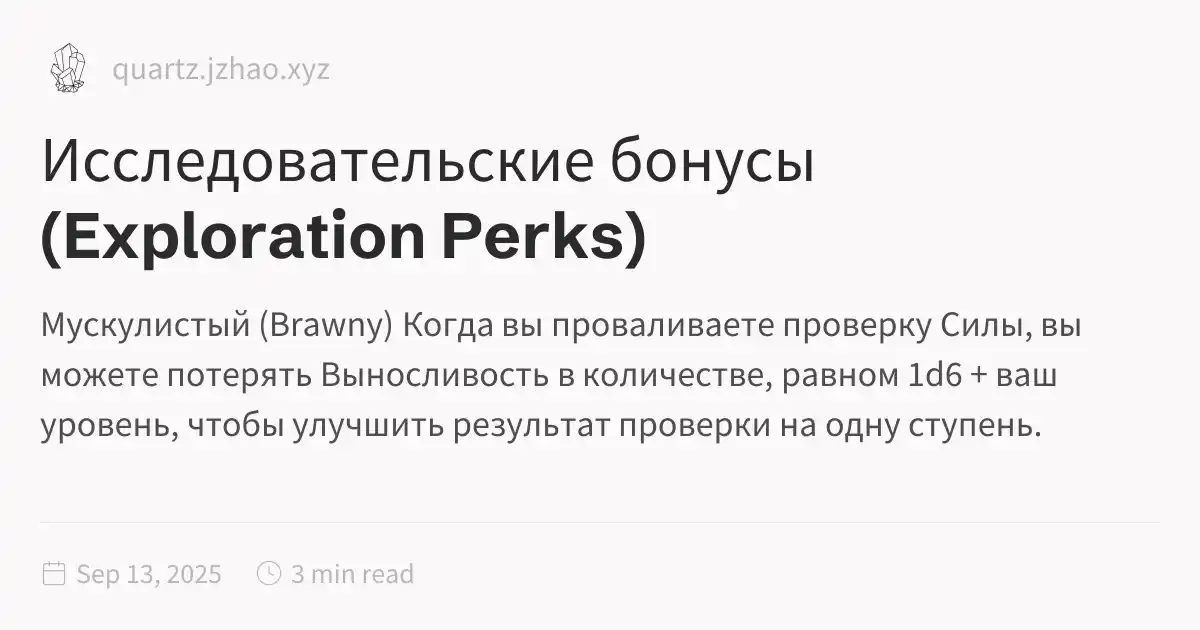 quartz.jzhao.xyz
Исследовательские бонусы
(Exploration Perks)
Мускулистый (Brawny) Когда вы проваливаете проверку Силы, вы
можете потерять Выносливость в количестве, равном 1d6 + ваш
уровень, чтобы улучшить результат проверки на одну ступень.
Sep 13, 2025 3 min read